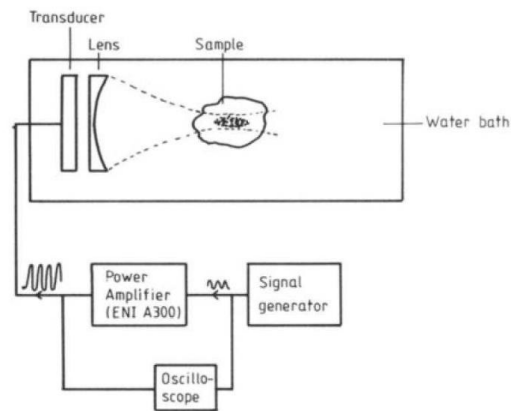 Transducer
Lens
Sample
Water bath
Power
Amplifier
(ENI A300)
Signal
generator
Oscillo-
scope